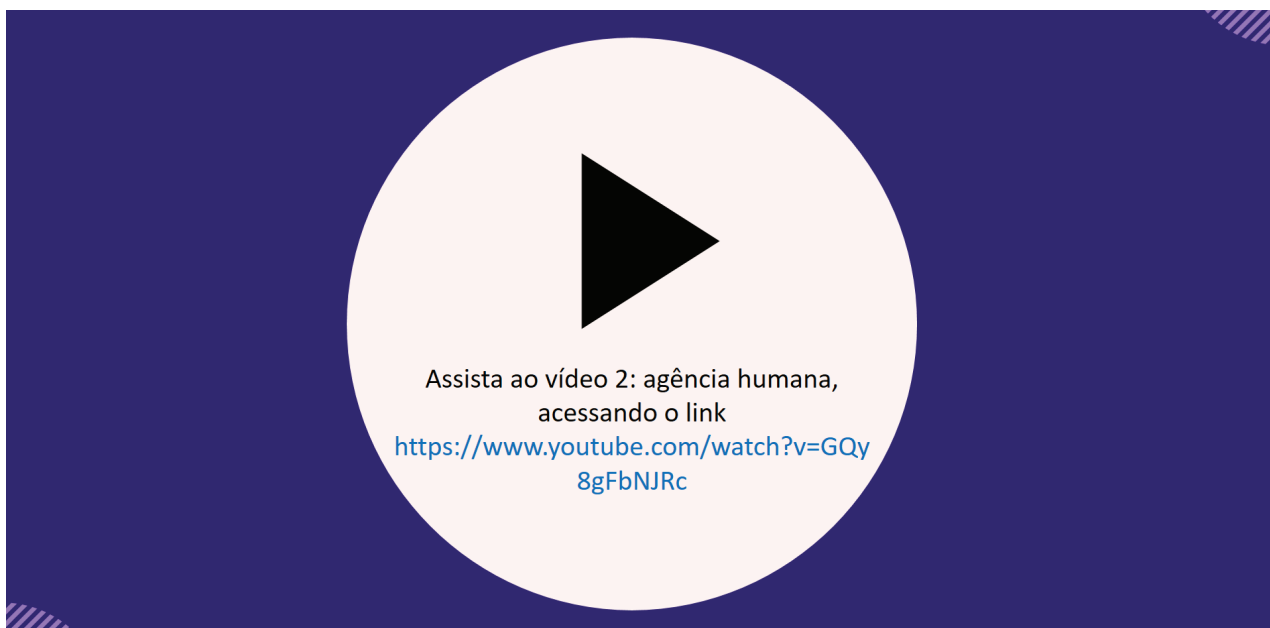 Assista ao vídeo 2: agência humana,
acessando o link
https://www.youtube.com/watch?v=GQy
8gFbNJRc